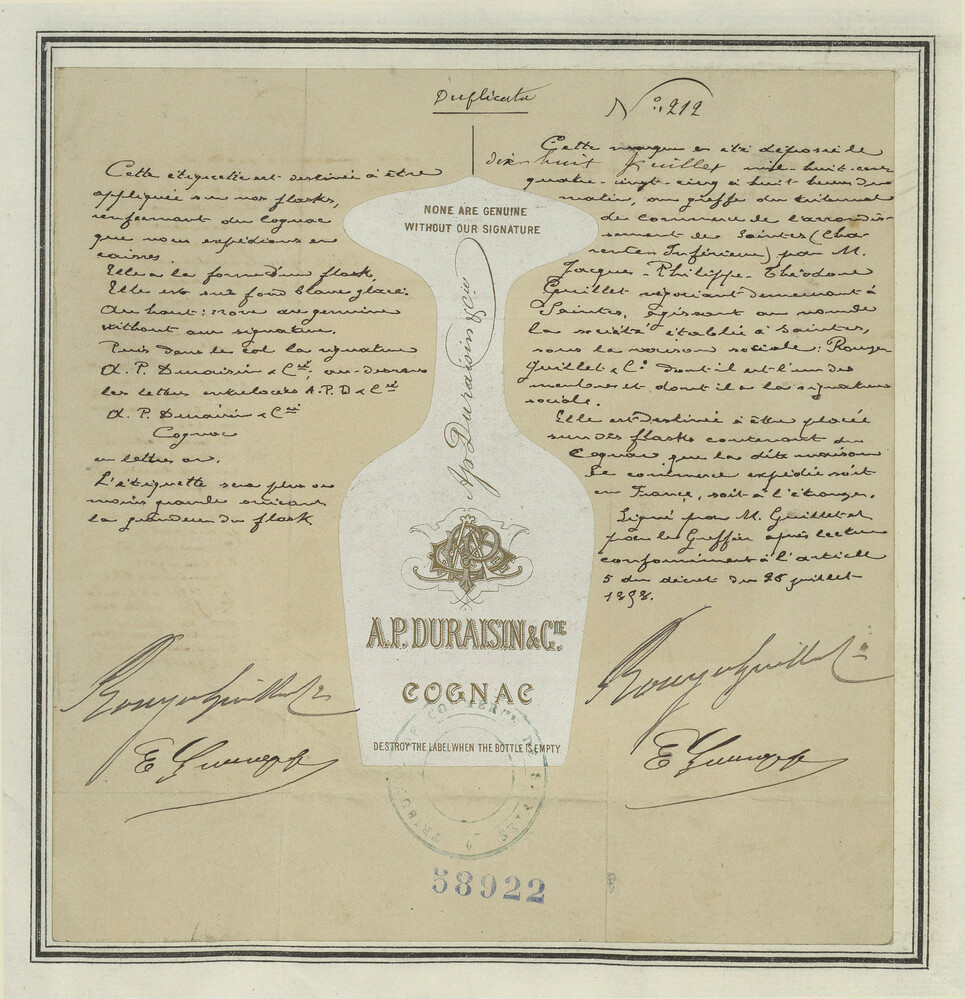 Duplicata
N° 212
Cette étiquette est destinée à être
appliquée sur nos flasks,
renfermant du Cognac
que nous expédions en
caisses.
Elle a la forme d'un flask.
Elle est sur fond blanc glacé.
Au haut: none are genuine
without our signature.
Puis dans le col la signature
A. P. Duraisin & Cie, au-dessous
les lettres entrelacées A. P. D & Cie
A. P. Duraisin & Cie
Cognac
en lettres or.
L'étiquette sera plus ou
moins grande suivant
la grandeur du flask.
Cette marque a été déposée le
dix huit Juillet mil-huit-cent
quatre-vingt-cinq à huit heures du
matin, au greffe du tribunal
de commerce de l'arrondis-
sement de Saintes (Cha-
rente Inférieure) par M.
Jacques-Philippe-Théodore
Guillet négociant demeurant à
Saintes, agissant au nom de
la société établie à Saintes,
sous la raison sociale: Rouyer
Guillet & Cie dont il est l'un des
membres et dont il a la signature
sociale.
Elle est destinée à être placée
sur des flasks contenant du
Cognac que la dite maison
de commerce expédie soit
en France, soit à l'étranger.
Signé par M. Guillet et
par le Greffier après lecture
conformément à l'article
5 du décret du 26 juillet
1858.
NONE ARE GENUINE
WITHOUT OUR SIGNATURE
AP Duraisin & Cie
A.P. DURAISIN & CIE
COGNAC
DESTROY THE LABEL WHEN THE BOTTLE IS EMPTY
Rouyer Guillet &
Rouyer Guillet &
58922